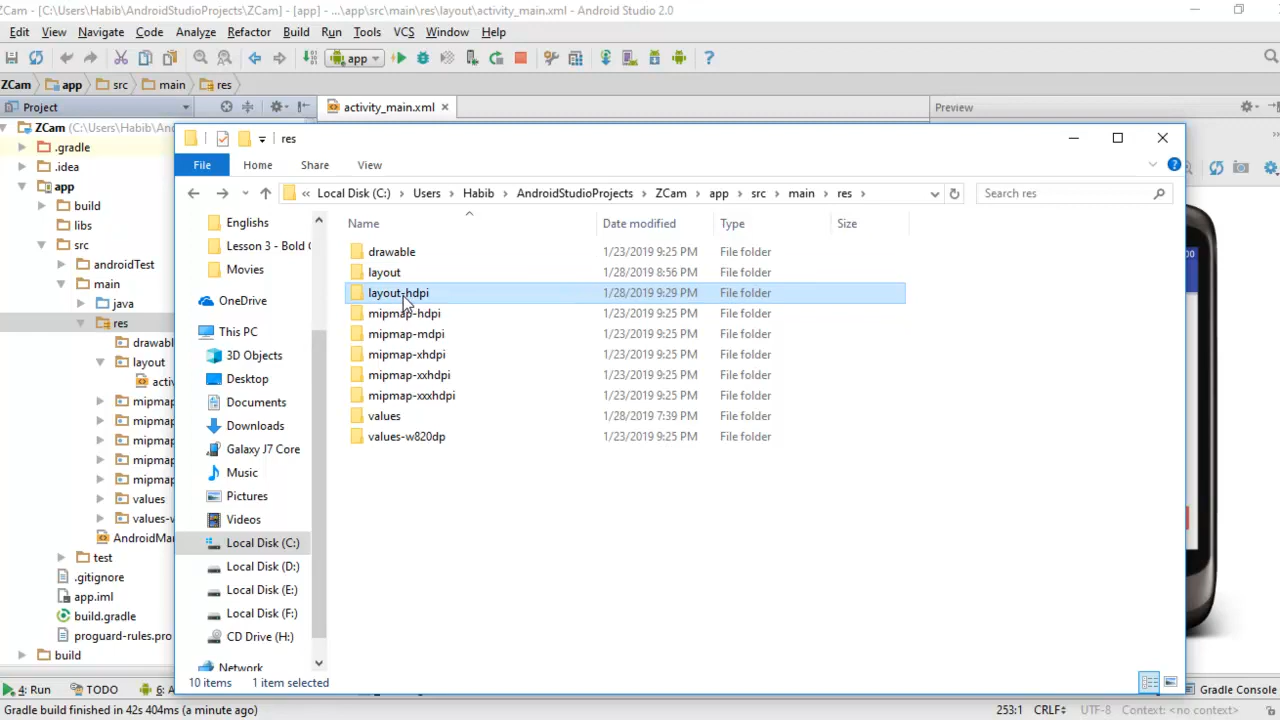 ZCam - [C:\Users\Habib\AndroidStudioProjects\ZCam] - [app] - ...\app\src\main\res\layout\activity_main.xml - Android Studio 2.0
Edit View Navigate Code Analyze Refactor Build Run Tools VCS Window Help
app
ZCam app src main res
Project
activity_main.xml
Preview
ZCam (C:\Users\Habib\An
.gradle
.idea
app
build
libs
src
androidTest
main
java
res
drawable
layout
activ
mipma
mipma
mipma
mipma
mipma
values
values-w
AndroidMa
test
.gitignore
app.iml
build.gradle
proguard-rules.pro
build
res
File Home Share View
« Local Disk (C:) Users Habib AndroidStudioProjects ZCam app src main res
Search res
Name Date modified Type Size
drawable 1/23/2019 9:25 PM File folder
layout 1/28/2019 8:56 PM File folder
layout-hdpi 1/28/2019 9:29 PM File folder
mipmap-hdpi 1/23/2019 9:25 PM File folder
mipmap-mdpi 1/23/2019 9:25 PM File folder
mipmap-xhdpi 1/23/2019 9:25 PM File folder
mipmap-xxhdpi 1/23/2019 9:25 PM File folder
mipmap-xxxhdpi 1/23/2019 9:25 PM File folder
values 1/28/2019 7:39 PM File folder
values-w820dp 1/23/2019 9:25 PM File folder
Englishs
Lesson 3 - Bold (
Movies
OneDrive
This PC
3D Objects
Desktop
Documents
Downloads
Galaxy J7 Core
Music
Pictures
Videos
Local Disk (C:)
Local Disk (D:)
Local Disk (E:)
Local Disk (F:)
CD Drive (H:)
Network
10 items 1 item selected
:00
4: Run TODO 6: A
Gradle Console
Gradle build finished in 42s 404ms (a minute ago)
253:1 CRLF UTF-8 Context: <no context>